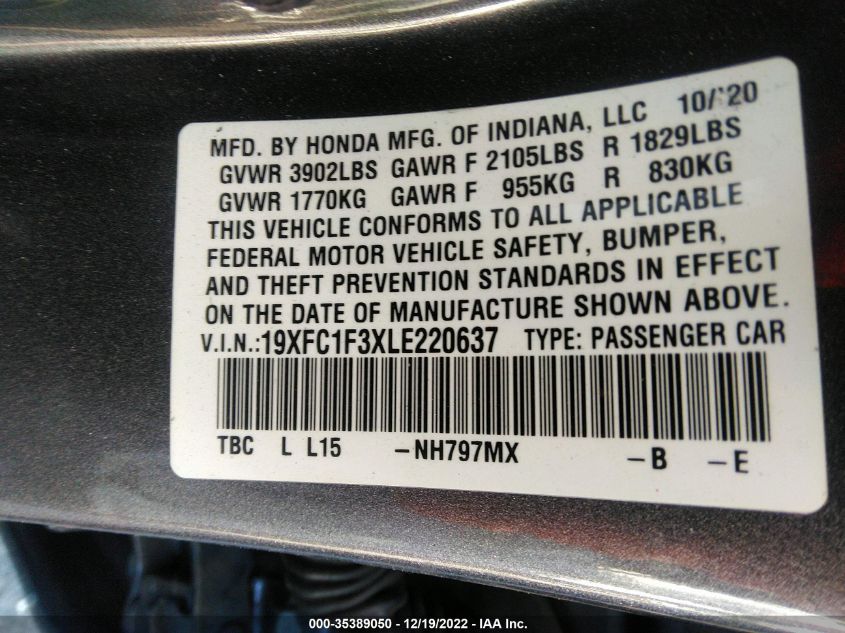 MFD. BY HONDA MFG. OF INDIANA, LLC 10/'20
GVWR 3902LBS GAWR F 2105LBS R 1829LBS
GVWR 1770KG GAWR F 955KG R 830KG
THIS VEHICLE CONFORMS TO ALL APPLICABLE
FEDERAL MOTOR VEHICLE SAFETY, BUMPER,
AND THEFT PREVENTION STANDARDS IN EFFECT
ON THE DATE OF MANUFACTURE SHOWN ABOVE.
V.I.N.:19XFC1F3XLE220637 TYPE: PASSENGER CAR
TBC L L15 -NH797MX -B -E
000-35389050 - 12/19/2022 - IAA Inc.